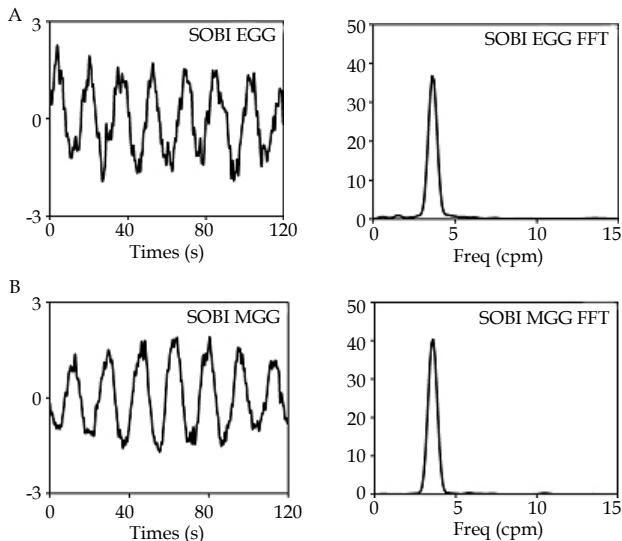 A
SOBI EGG
3
0
-3
0 40 80 120
Times (s)
SOBI EGG FFT
50
40
30
20
10
0
0 5 10 15
Freq (cpm)
B
SOBI MGG
3
0
-3
0 40 80 120
Times (s)
SOBI MGG FFT
50
40
30
20
10
0
0 5 10 15
Freq (cpm)